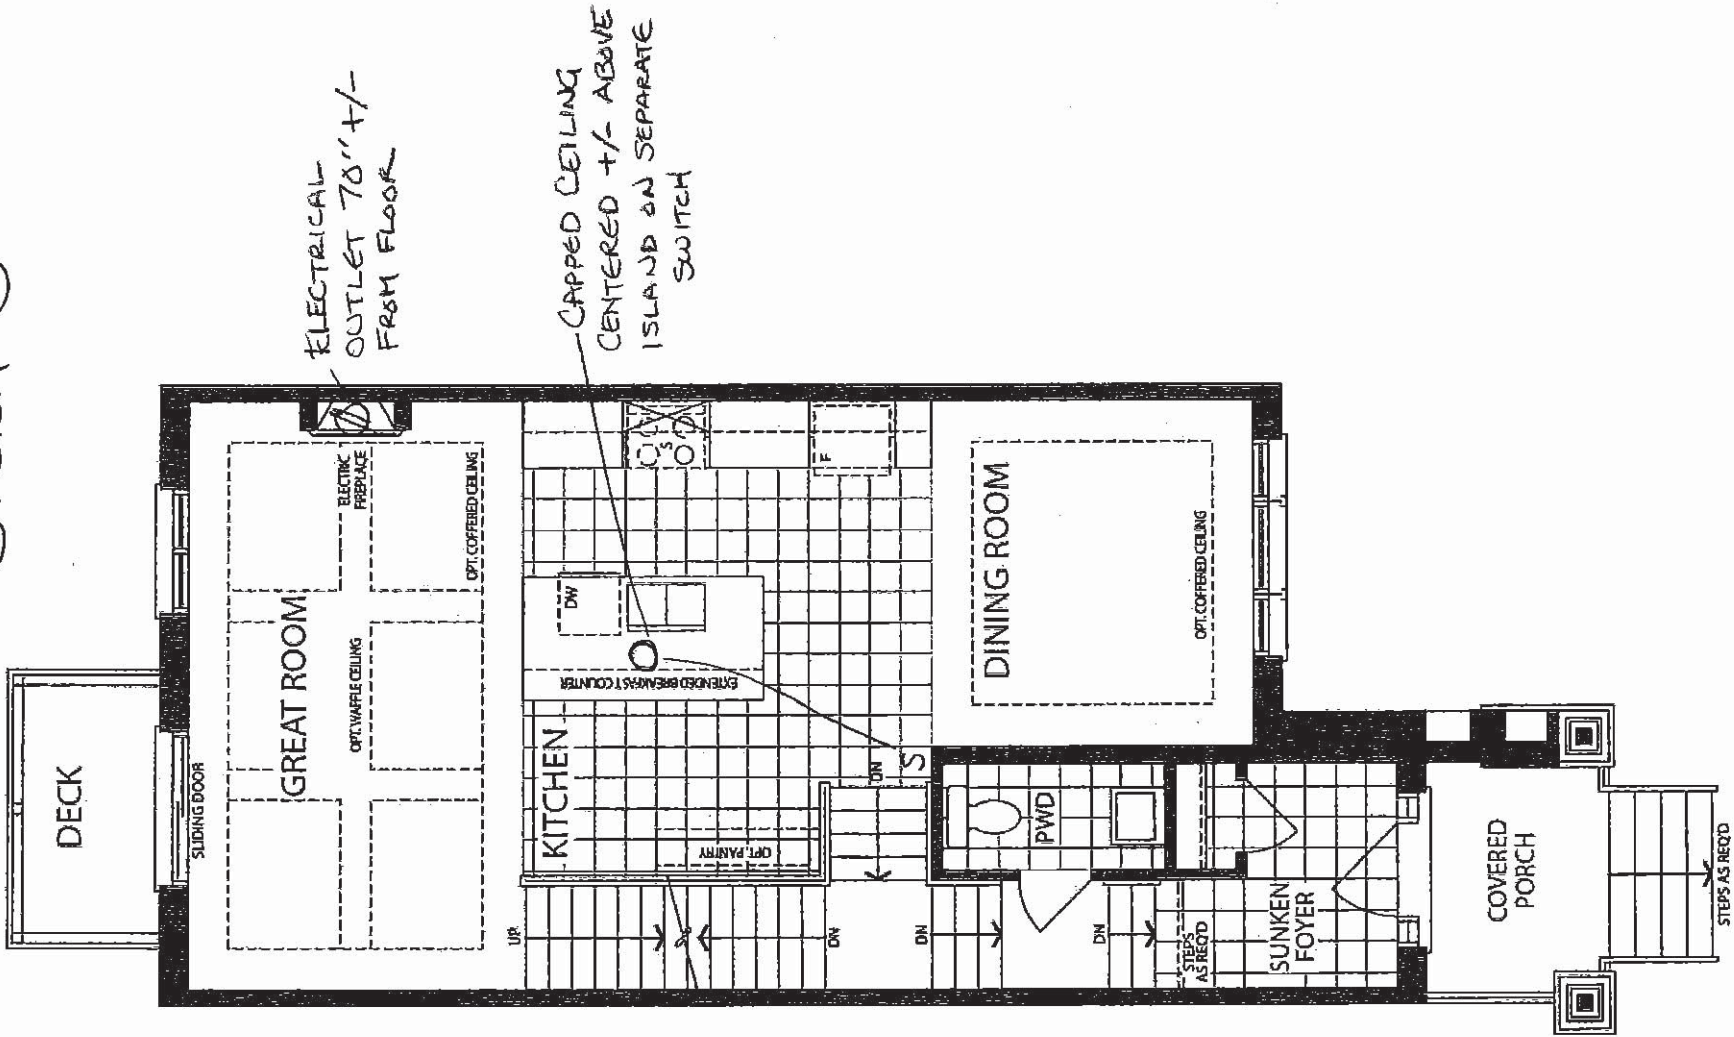 ELECTRICAL
OUTLET 70" +/-
FROM FLOOR
CAPPED CEILING
CENTERED +/- ABOVE
ISLAND ON SEPARATE
SWITCH
DECK
SLIDING DOOR
GREAT ROOM
OPT. WAFFLE CEILING
ELECTRIC
FIREPLACE
OPT. COFFERED CEILING
KITCHEN
DW
EXTENDED BREAKFAST COUNTER
S
F
OPT. PANTRY
DN
S
UP
DN
DN
DN
DINING ROOM
OPT. COFFERED CEILING
PWD
STEPS
AS REQ'D
SUNKEN
FOYER
COVERED
PORCH
STEPS AS REQ'D